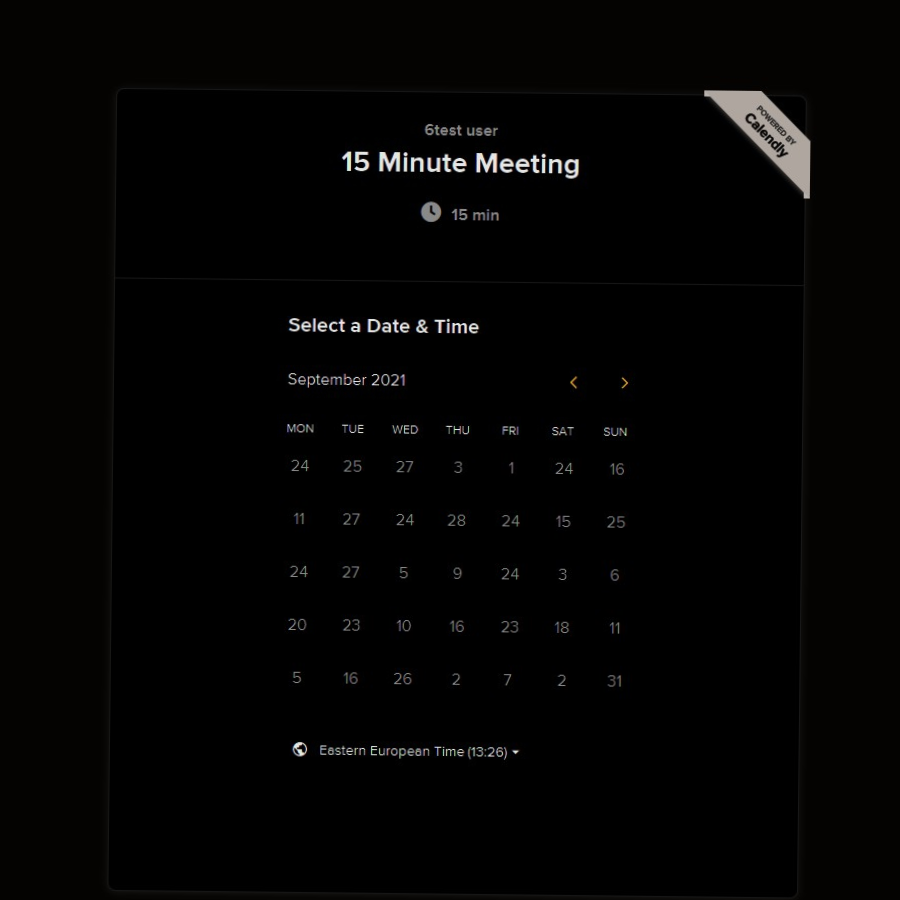 POWERED BY
Calendly
6test user
15 Minute Meeting
15 min
Select a Date & Time
September 2021
MON TUE WED THU FRI SAT SUN
24 25 27 3 1 24 16
11 27 24 28 24 15 25
24 27 5 9 24 3 6
20 23 10 16 23 18 11
5 16 26 2 7 2 31
Eastern European Time (13:26)